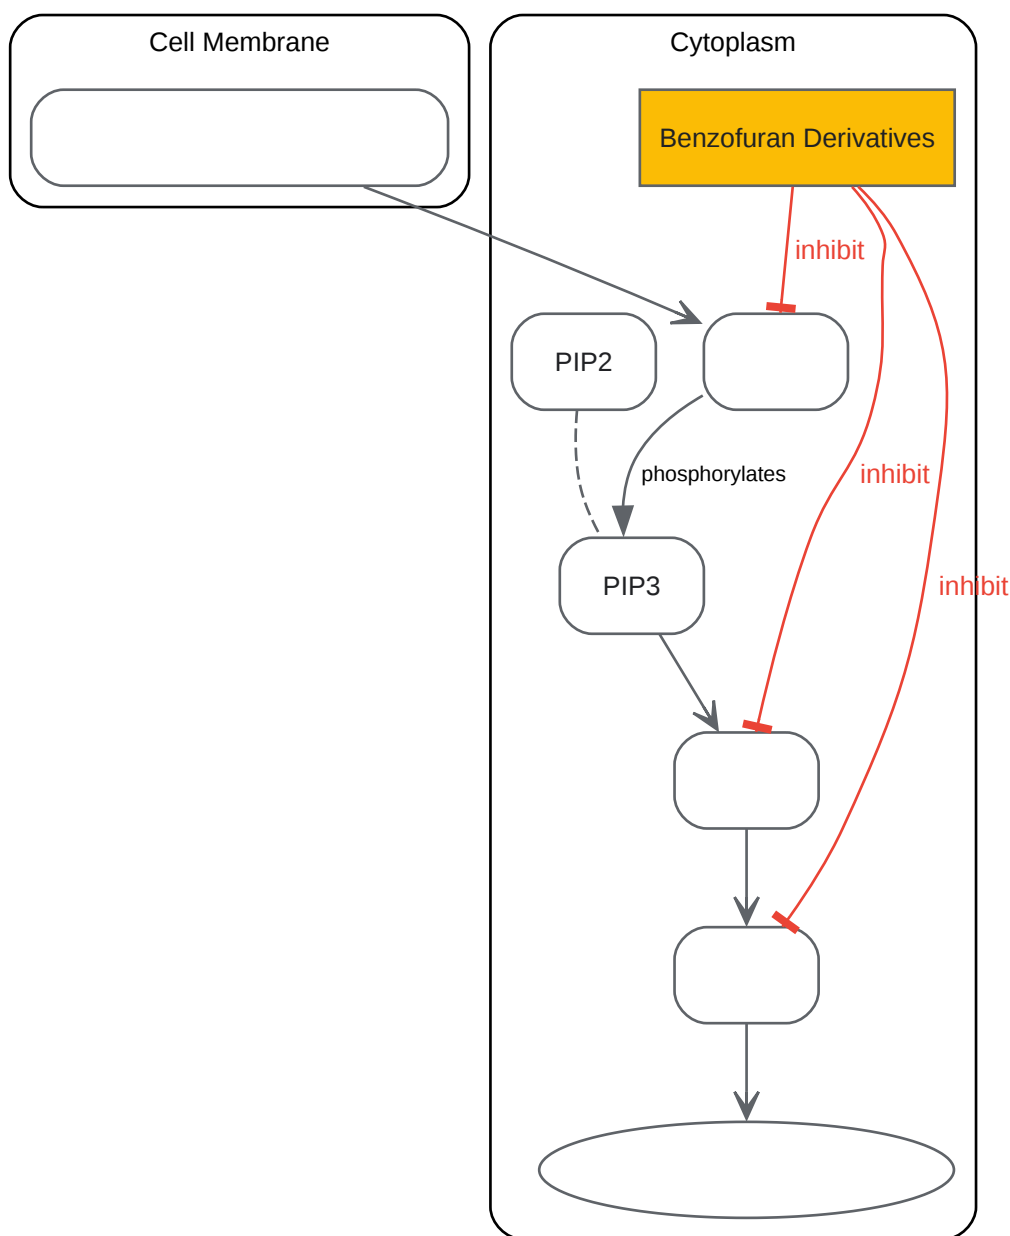 Cell Membrane
Cytoplasm
Benzofuran Derivatives
inhibit
PIP2
phosphorylates
inhibit
PIP3
inhibit